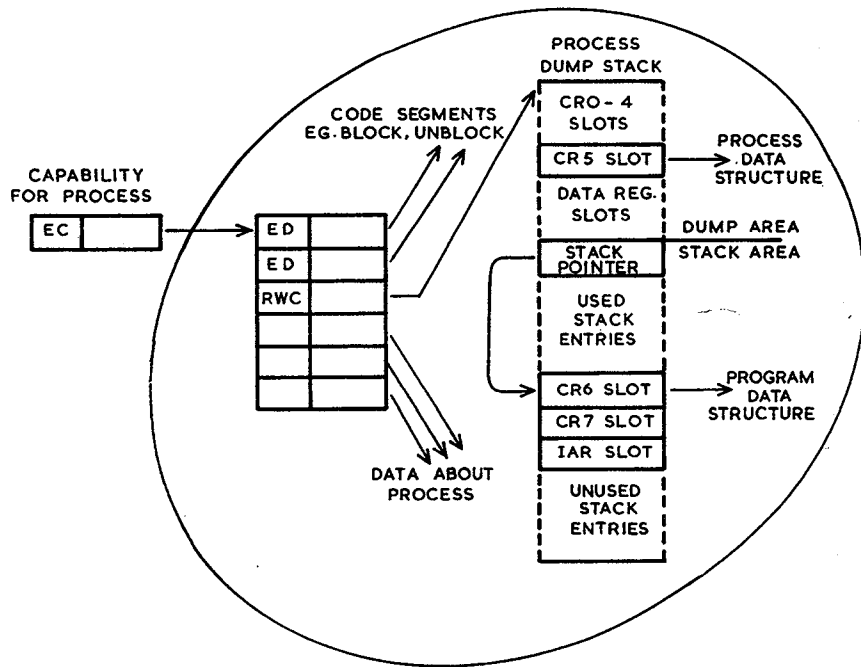 PROCESS
DUMP STACK
CR0-4
SLOTS
CR5 SLOT
DATA REG.
SLOTS
STACK
POINTER
USED
STACK
ENTRIES
CR6 SLOT
CR7 SLOT
IAR SLOT
UNUSED
STACK
ENTRIES
CODE SEGMENTS
EG. BLOCK, UNBLOCK
PROCESS
DATA
STRUCTURE
DUMP AREA
STACK AREA
PROGRAM
DATA
STRUCTURE
CAPABILITY
FOR PROCESS
EC
ED
ED
RWC
DATA ABOUT
PROCESS